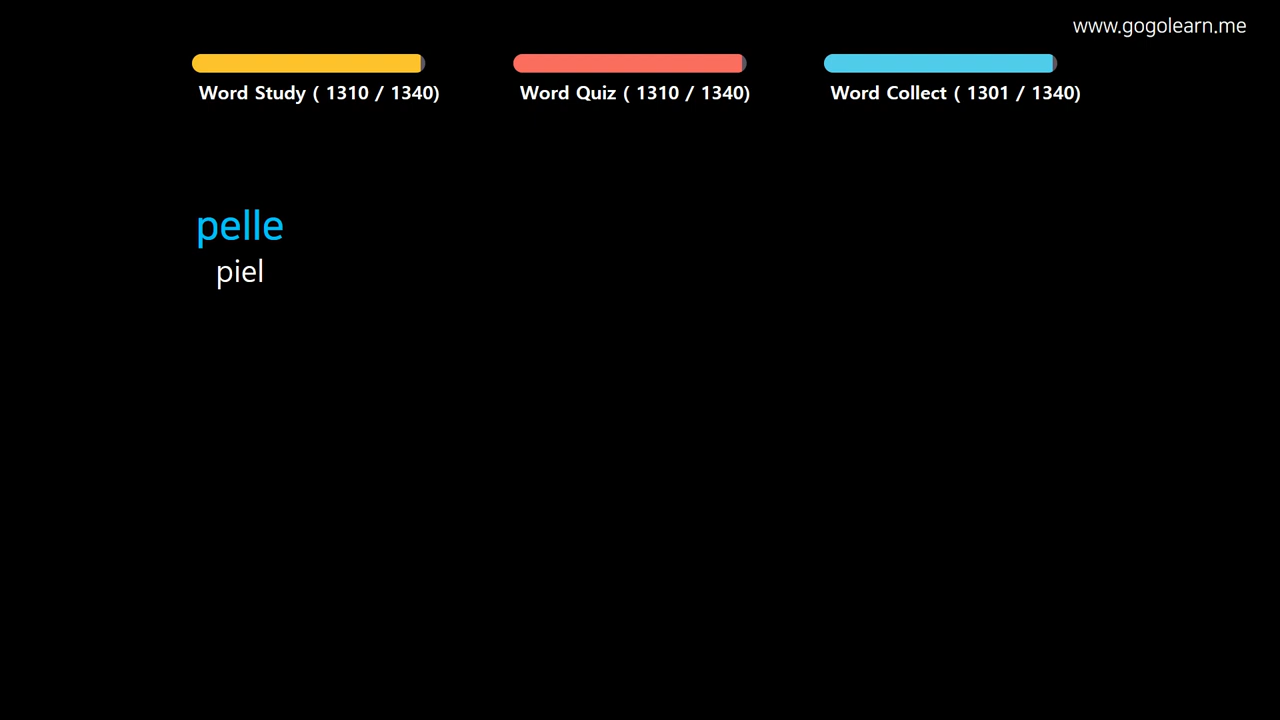 www.gogolearn.me
Word Study ( 1310 / 1340)
Word Quiz ( 1310 / 1340)
Word Collect ( 1301 / 1340)
pelle
piel